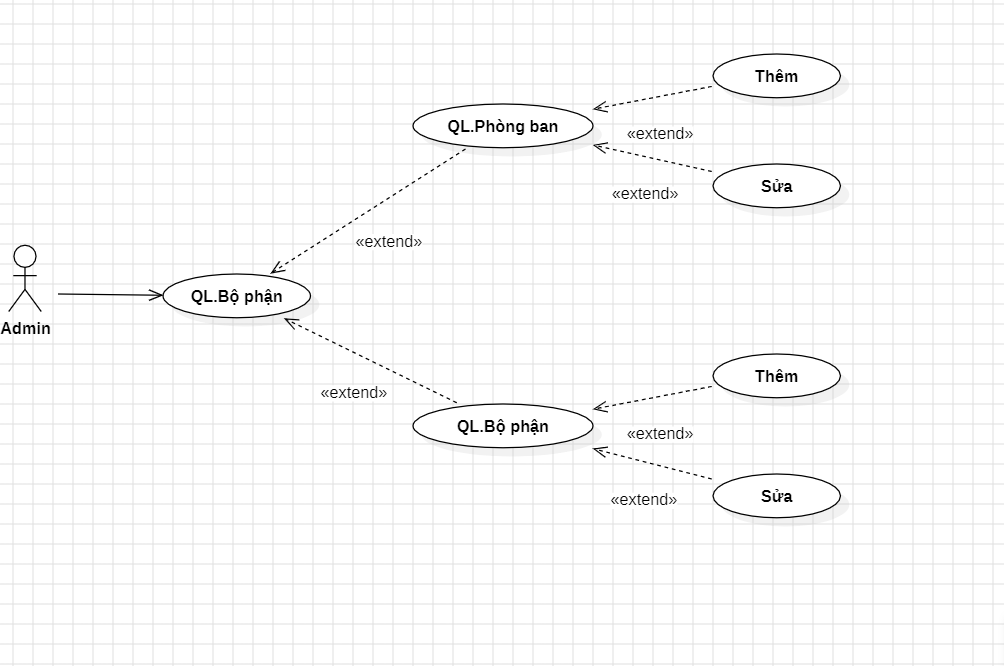 Thêm
QL.Phòng ban
«extend»
Sửa
«extend»
«extend»
QL.Bộ phận
Admin
Thêm
«extend»
QL.Bộ phận
«extend»
Sửa
«extend»